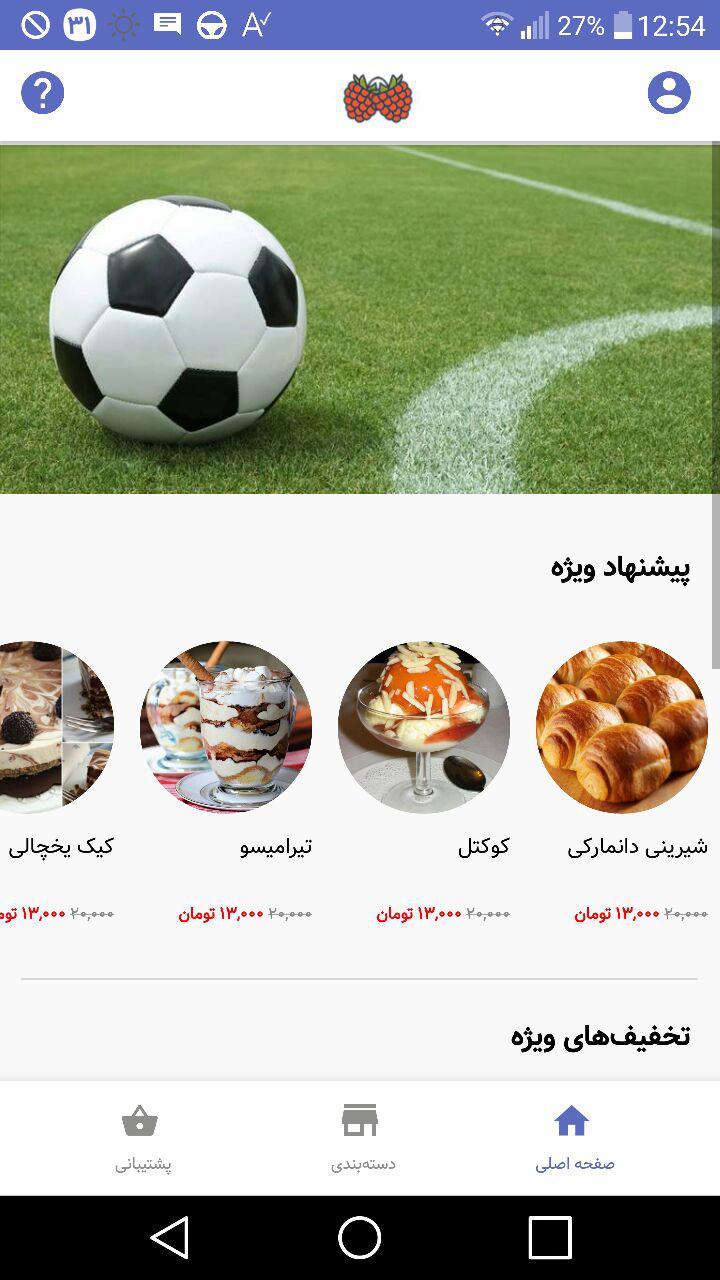 ۳۱ 27% 12:54
پیشنهاد ویژه
شیرینی دانمارکی
۲۰,۰۰۰ ۱۳,۰۰۰ تومان
کوکتل
۲۰,۰۰۰ ۱۳,۰۰۰ تومان
تیرامیسو
۲۰,۰۰۰ ۱۳,۰۰۰ تومان
کیک یخچالی
۲۰,۰۰۰ ۱۳,۰۰۰ تو
تخفیف‌های ویژه
صفحه اصلی
دسته‌بندی
پشتیبانی